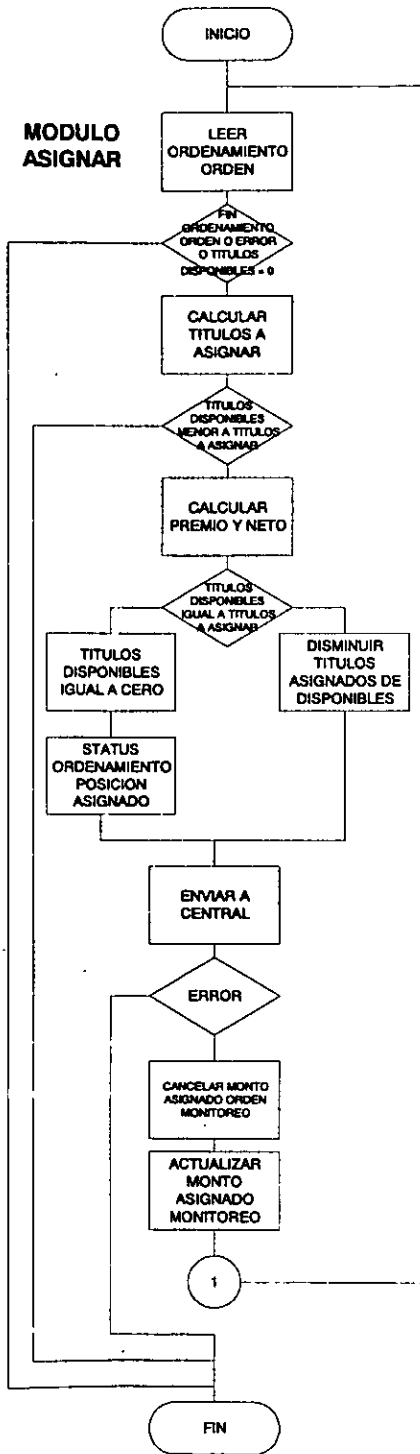 INICIO
MODULO
ASIGNAR
LEER
ORDENAMIENTO
ORDEN
FIN
ORDENAMIENTO
ORDEN O ERROR
O TITULOS
DISPONIBLES = 0
CALCULAR
TITULOS A
ASIGNAR
TITULOS
DISPONIBLES
MENOR A TITULOS
A ASIGNAR
CALCULAR
PREMIO Y NETO
TITULOS
DISPONIBLES
IGUAL A TITULOS
A ASIGNAR
TITULOS
DISPONIBLES
IGUAL A CERO
DISMINUIR
TITULOS
ASIGNADOS DE
DISPONIBLES
STATUS
ORDENAMIENTO
POSICION
ASIGNADO
ENVIAR A
CENTRAL
ERROR
CANCELAR MONTO
ASIGNADO ORDEN
MONITOREO
ACTUALIZAR
MONTO
ASIGNADO
MONITOREO
1
FIN